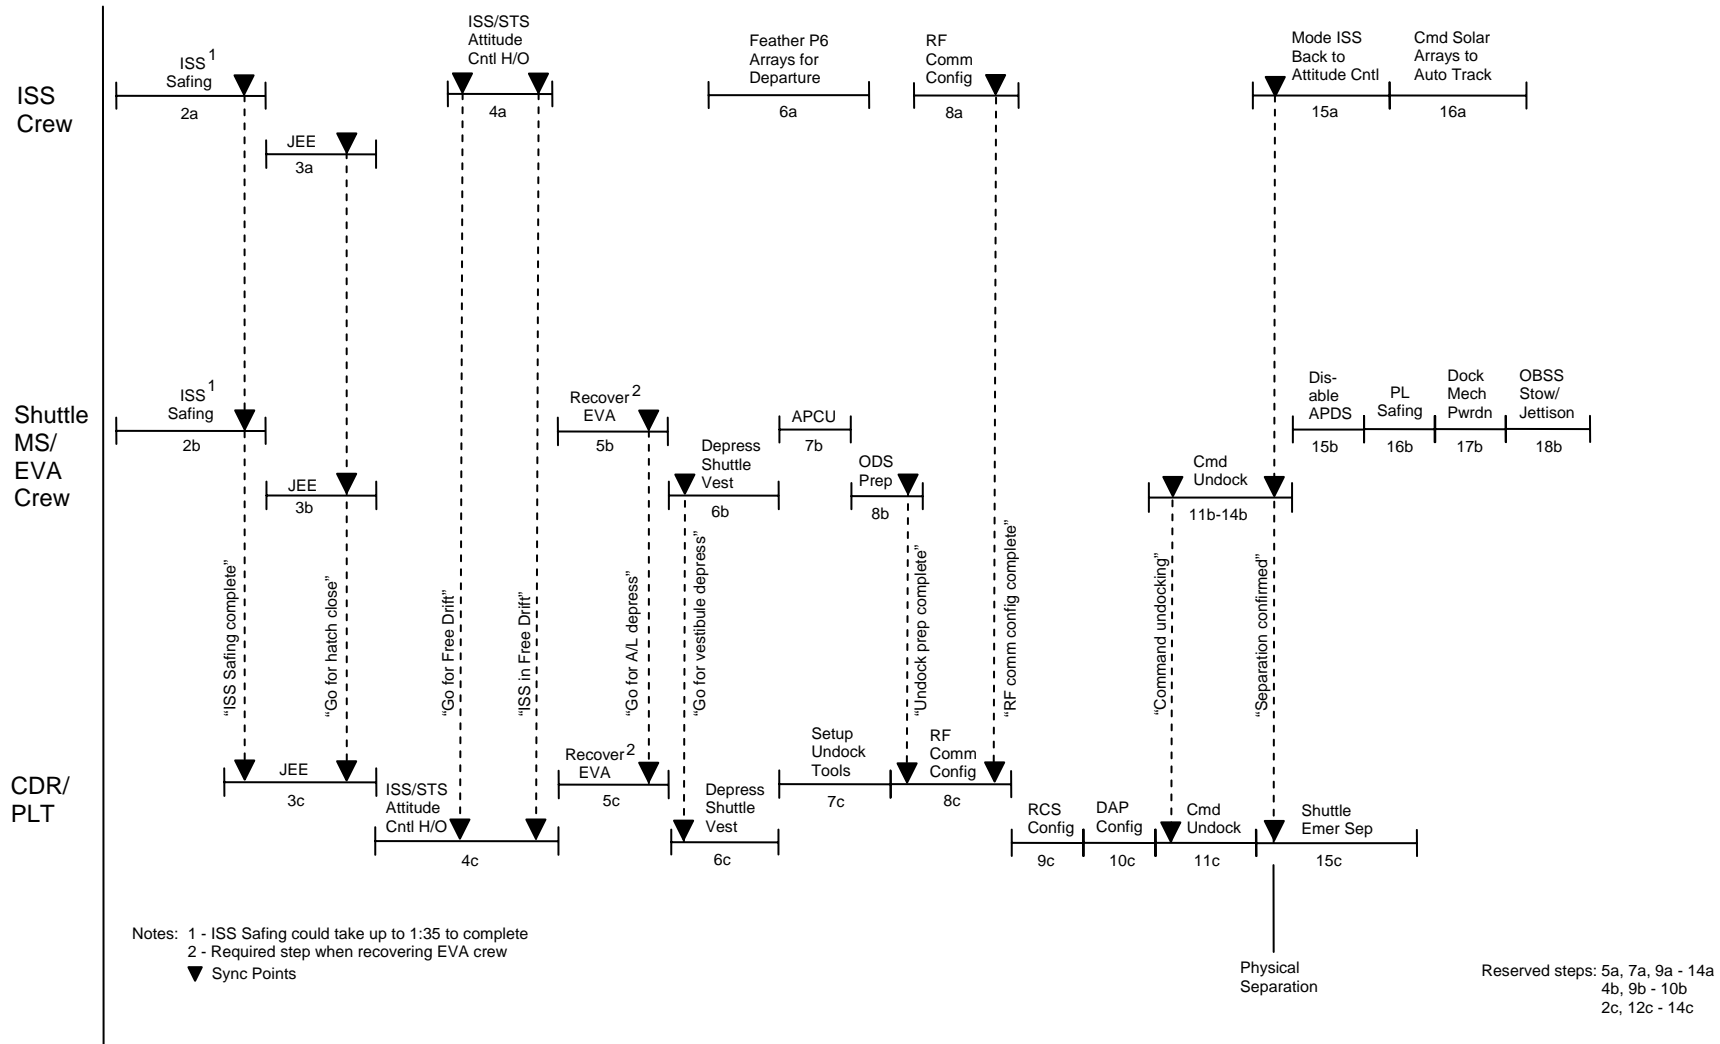 ISS
Crew
ISS 1
Safing
2a
JEE
3a
ISS/STS
Attitude
Cntl H/O
4a
Feather P6
Arrays for
Departure
6a
RF
Comm
Config
8a
Mode ISS
Back to
Attitude Cntl
15a
Cmd Solar
Arrays to
Auto Track
16a
Shuttle
MS/
EVA
Crew
ISS 1
Safing
2b
JEE
3b
Recover 2
EVA
5b
Depress
Shuttle
Vest
6b
APCU
7b
ODS
Prep
8b
Cmd
Undock
11b-14b
Dis-
able
APDS
15b
PL
Safing
16b
Dock
Mech
Pwrdn
17b
OBSS
Stow/
Jettison
18b
“ISS Safing complete”
“Go for hatch close”
“Go for Free Drift”
“ISS in Free Drift”
“Go for A/L depress”
“Go for vestibule depress”
“Undock prep complete”
“RF comm config complete”
“Command undocking”
“Separation confirmed”
CDR/
PLT
JEE
3c
ISS/STS
Attitude
Cntl H/O
4c
Recover 2
EVA
5c
Depress
Shuttle
Vest
6c
Setup
Undock
Tools
7c
RF
Comm
Config
8c
RCS
Config
9c
DAP
Config
10c
Cmd
Undock
11c
Shuttle
Emer Sep
15c
Physical
Separation
Notes: 1 - ISS Safing could take up to 1:35 to complete
2 - Required step when recovering EVA crew
▼ Sync Points
Reserved steps: 5a, 7a, 9a - 14a
4b, 9b - 10b
2c, 12c - 14c